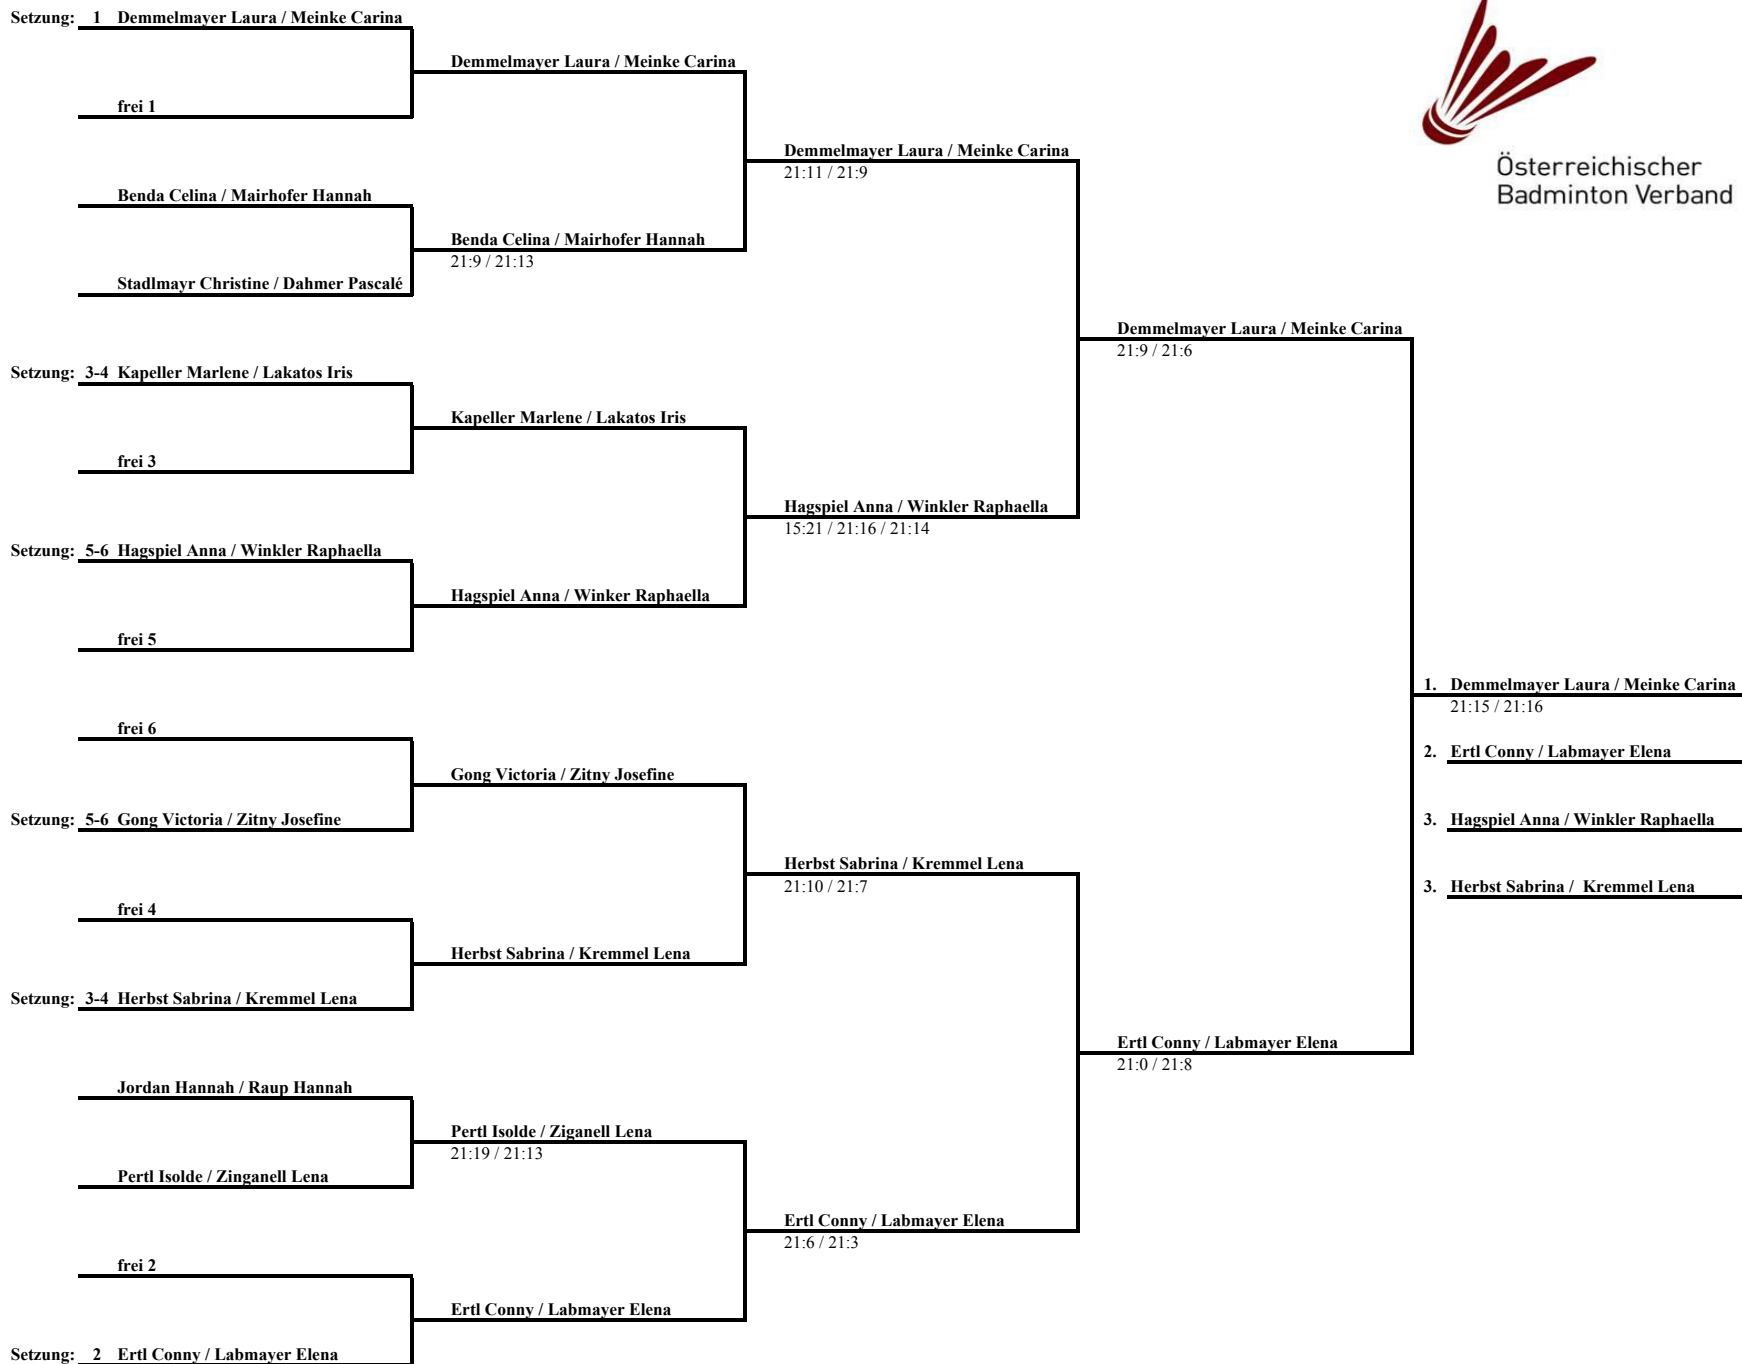 Setzung: 1 Demmelmayer Laura / Meinke Carina
Demmelmayer Laura / Meinke Carina
frei 1
Demmelmayer Laura / Meinke Carina
21:11 / 21:9
Österreichischer
Badminton Verband
Benda Celina / Mairhofer Hannah
Benda Celina / Mairhofer Hannah
21:9 / 21:13
Stadlmayr Christine / Dahmer Pascalé
Demmelmayer Laura / Meinke Carina
21:9 / 21:6
Setzung: 3-4 Kapeller Marlene / Lakatos Iris
Kapeller Marlene / Lakatos Iris
frei 3
Hagspiel Anna / Winkler Raphaella
15:21 / 21:16 / 21:14
Setzung: 5-6 Hagspiel Anna / Winkler Raphaella
Hagspiel Anna / Winker Raphaella
frei 5
1. Demmelmayer Laura / Meinke Carina
21:15 / 21:16
frei 6
2. Ertl Conny / Labmayer Elena
Gong Victoria / Zitny Josefine
Setzung: 5-6 Gong Victoria / Zitny Josefine
3. Hagspiel Anna / Winkler Raphaella
Herbst Sabrina / Kremmel Lena
21:10 / 21:7
3. Herbst Sabrina / Kremmel Lena
frei 4
Herbst Sabrina / Kremmel Lena
Setzung: 3-4 Herbst Sabrina / Kremmel Lena
Ertl Conny / Labmayer Elena
21:0 / 21:8
Jordan Hannah / Raup Hannah
Pertl Isolde / Ziganell Lena
21:19 / 21:13
Pertl Isolde / Zinganell Lena
Ertl Conny / Labmayer Elena
21:6 / 21:3
frei 2
Ertl Conny / Labmayer Elena
Setzung: 2 Ertl Conny / Labmayer Elena